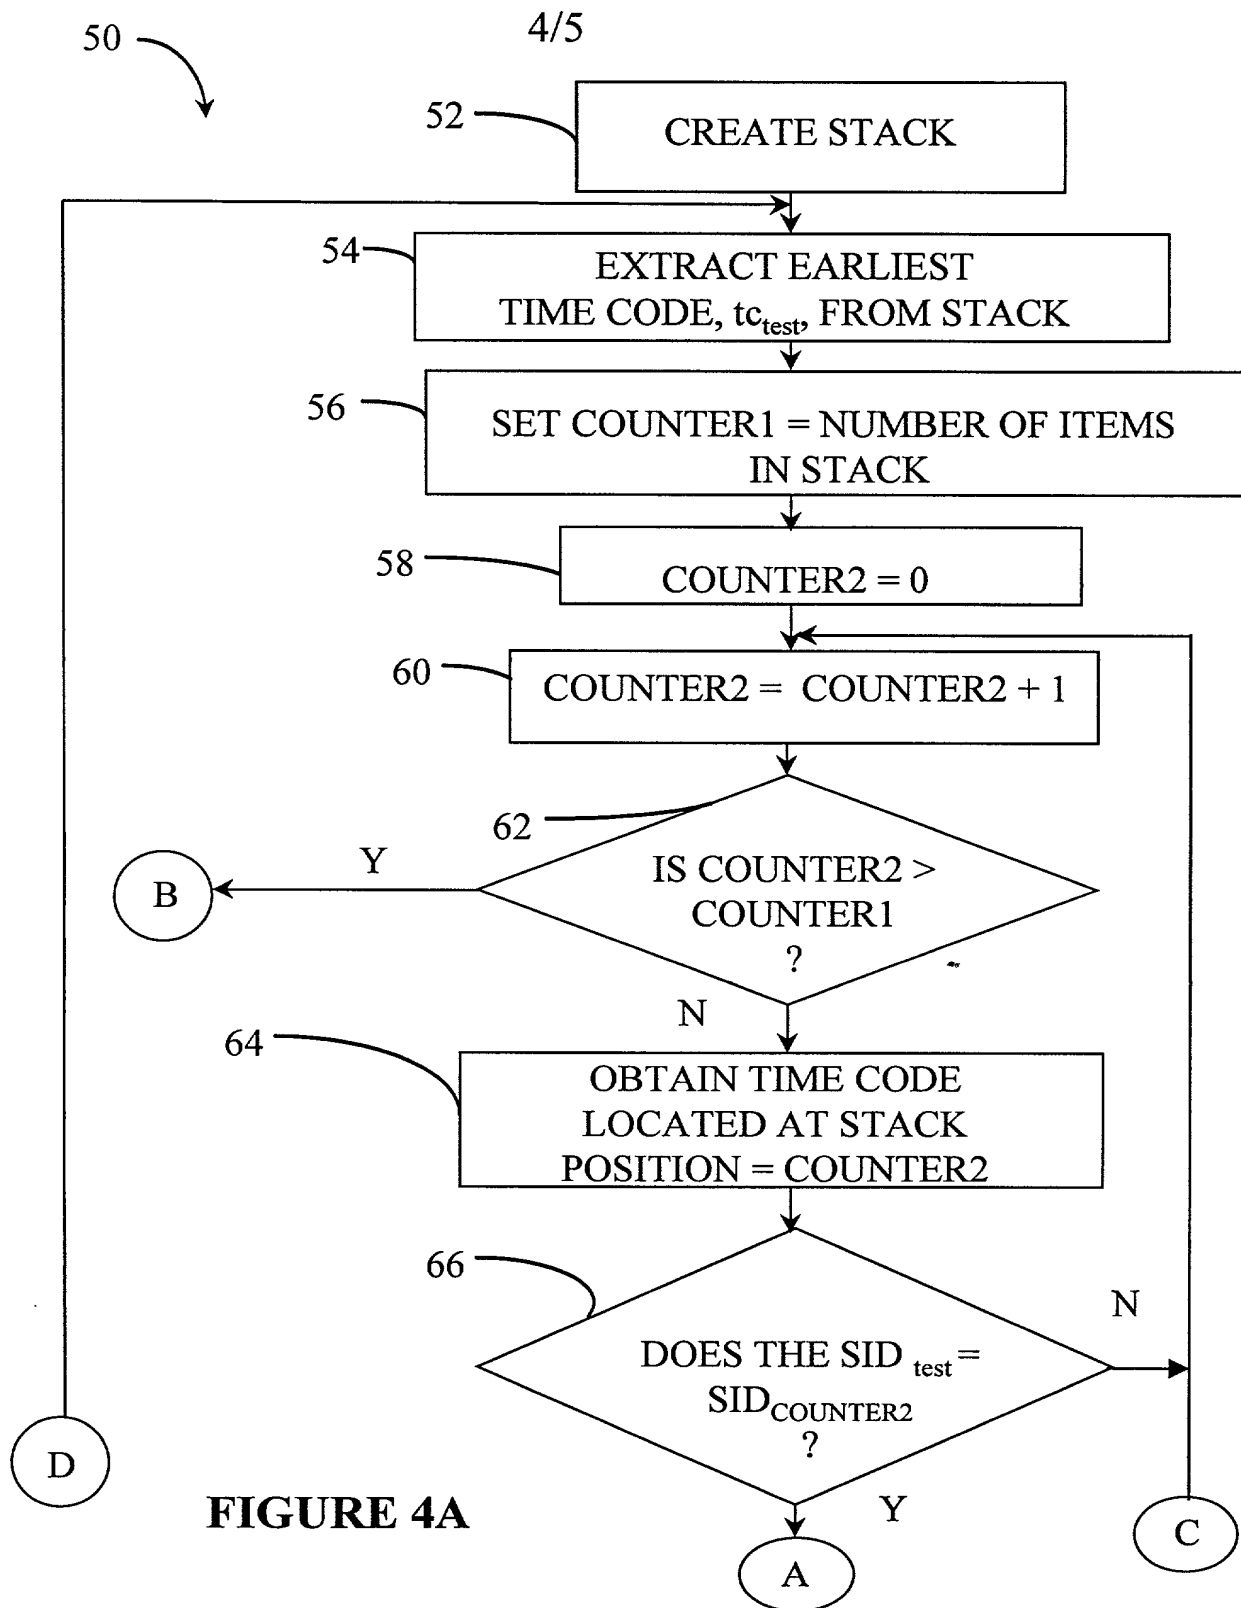 50
4/5
52
CREATE STACK
54
EXTRACT EARLIEST
TIME CODE, tc_test, FROM STACK
56
SET COUNTER1 = NUMBER OF ITEMS
IN STACK
58
COUNTER2 = 0
60
COUNTER2 = COUNTER2 + 1
62
Y
B
IS COUNTER2 >
COUNTER1
?
N
64
OBTAIN TIME CODE
LOCATED AT STACK
POSITION = COUNTER2
66
N
DOES THE SID test =
SID_COUNTER2
?
D
FIGURE 4A
Y
C
A